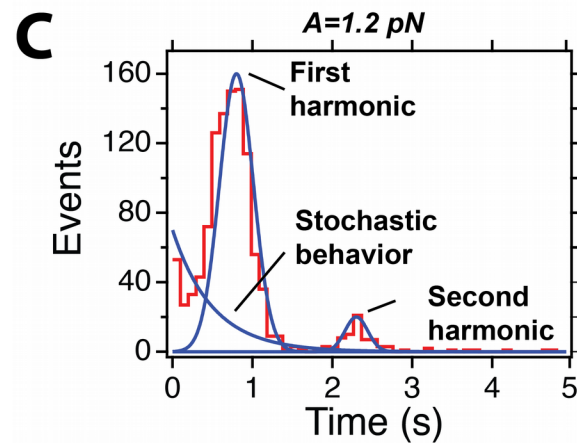 C
A=1.2 pN
First
harmonic
Stochastic
behavior
Second
harmonic
Events
160
120
80
40
0
0 1 2 3 4 5
Time (s)